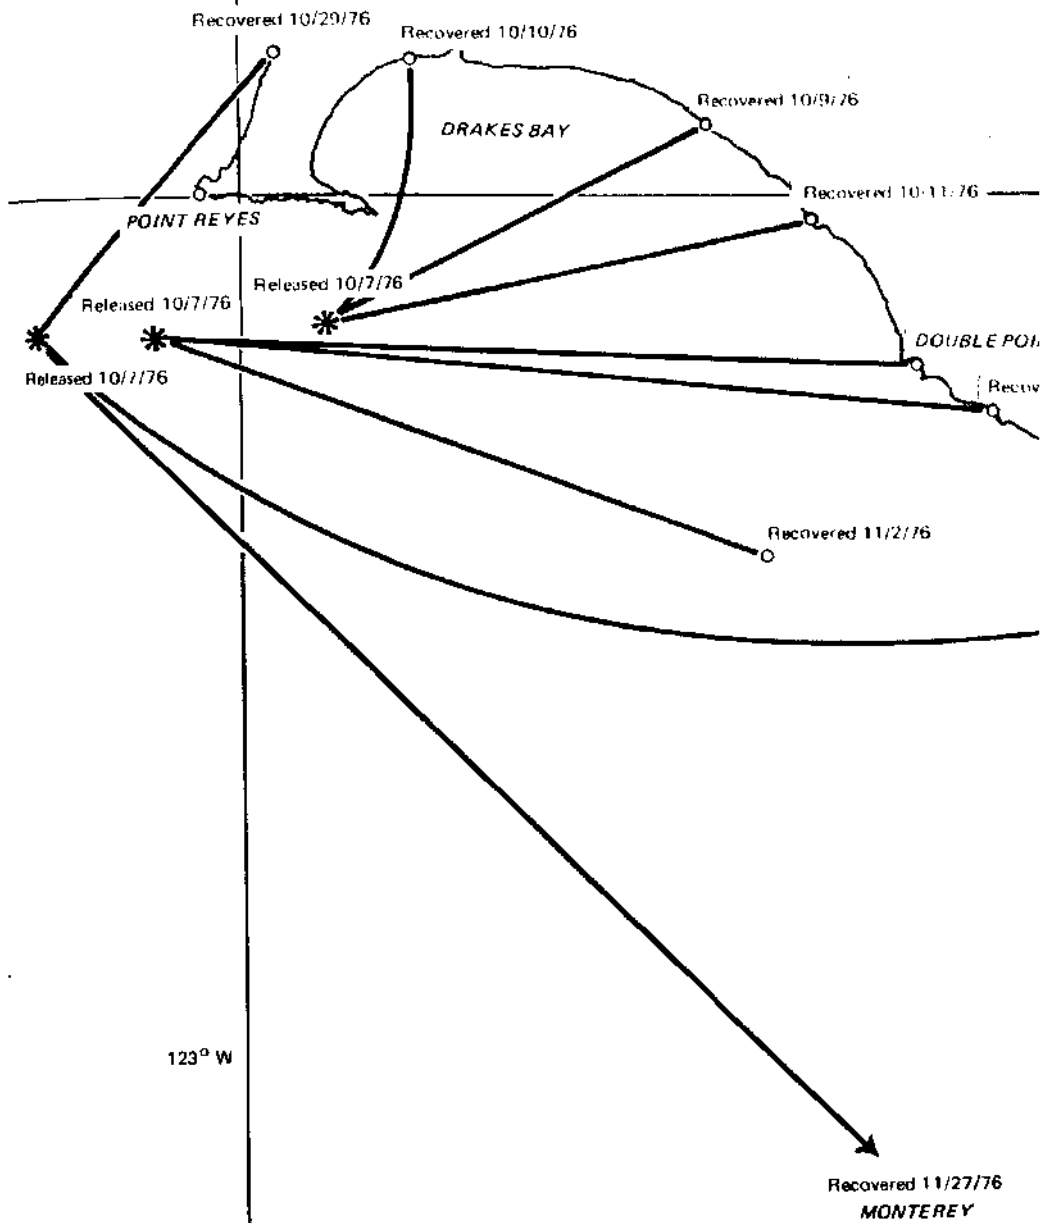 Recovered 10/29/76
Recovered 10/10/76
Recovered 10/9/76
DRAKES BAY
Recovered 10-11/76
POINT REYES
Released 10/7/76
Released 10/7/76
DOUBLE POI
Released 10/7/76
Recov
Recovered 11/2/76
123° W
Recovered 11/27/76
MONTEREY